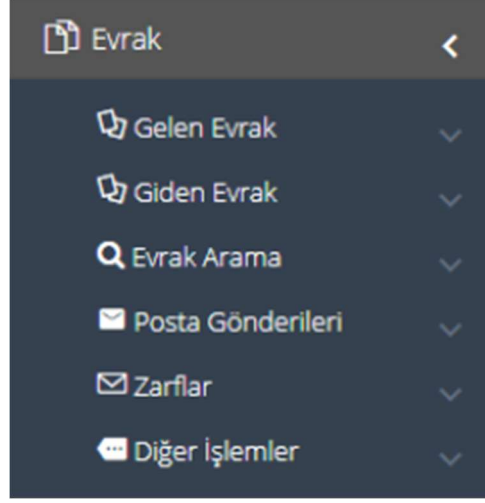 Evrak
Gelen Evrak
Giden Evrak
Evrak Arama
Posta Gönderileri
Zarflar
Diğer İşlemler